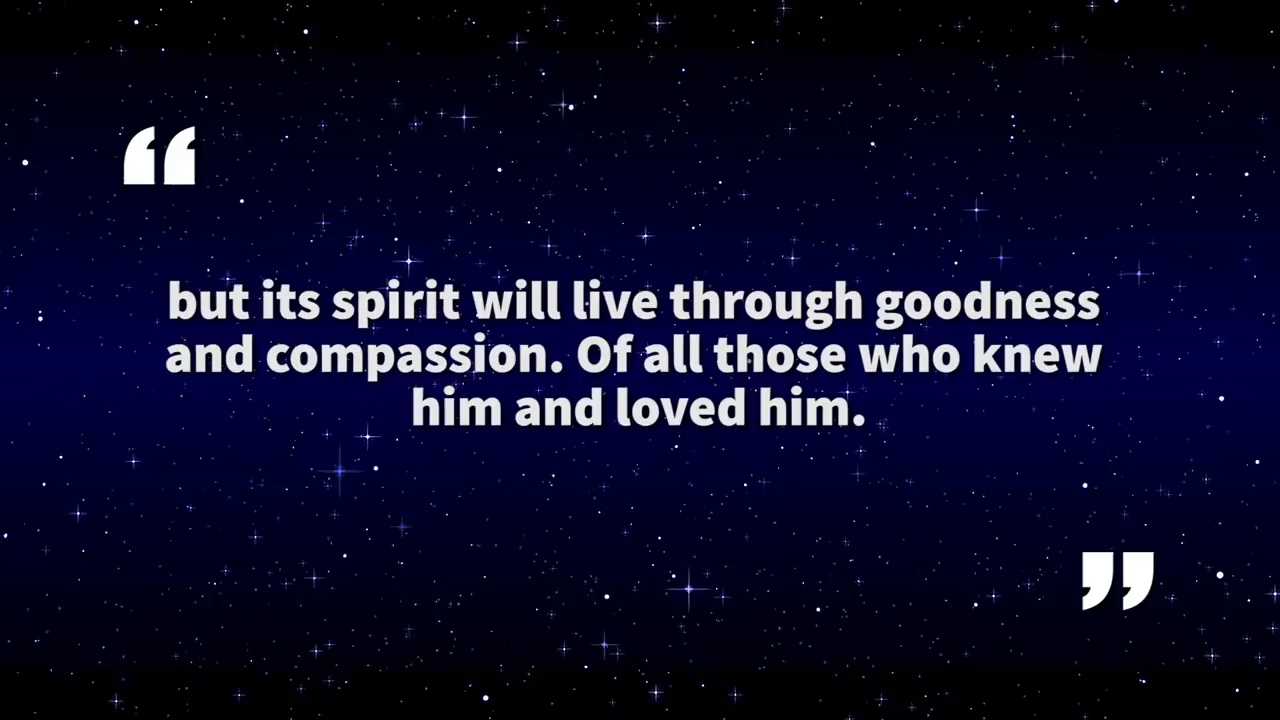 “
but its spirit will live through goodness
and compassion. Of all those who knew
him and loved him.
”